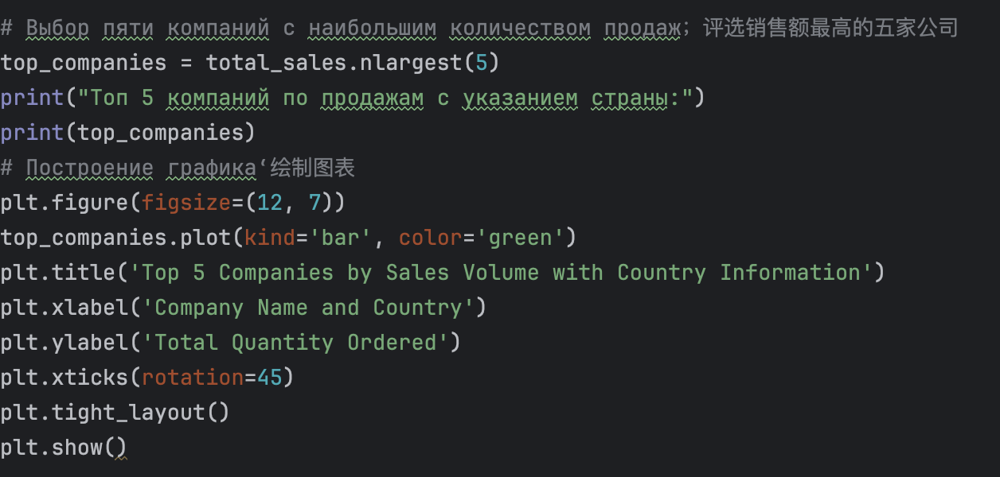 # Выбор пяти компаний с наибольшим количеством продаж；评选销售额最高的五家公司
top_companies = total_sales.nlargest(5)
print("Топ 5 компаний по продажам с указанием страны:")
print(top_companies)
# Построение графика‘绘制图表
plt.figure(figsize=(12, 7))
top_companies.plot(kind='bar', color='green')
plt.title('Top 5 Companies by Sales Volume with Country Information')
plt.xlabel('Company Name and Country')
plt.ylabel('Total Quantity Ordered')
plt.xticks(rotation=45)
plt.tight_layout()
plt.show()